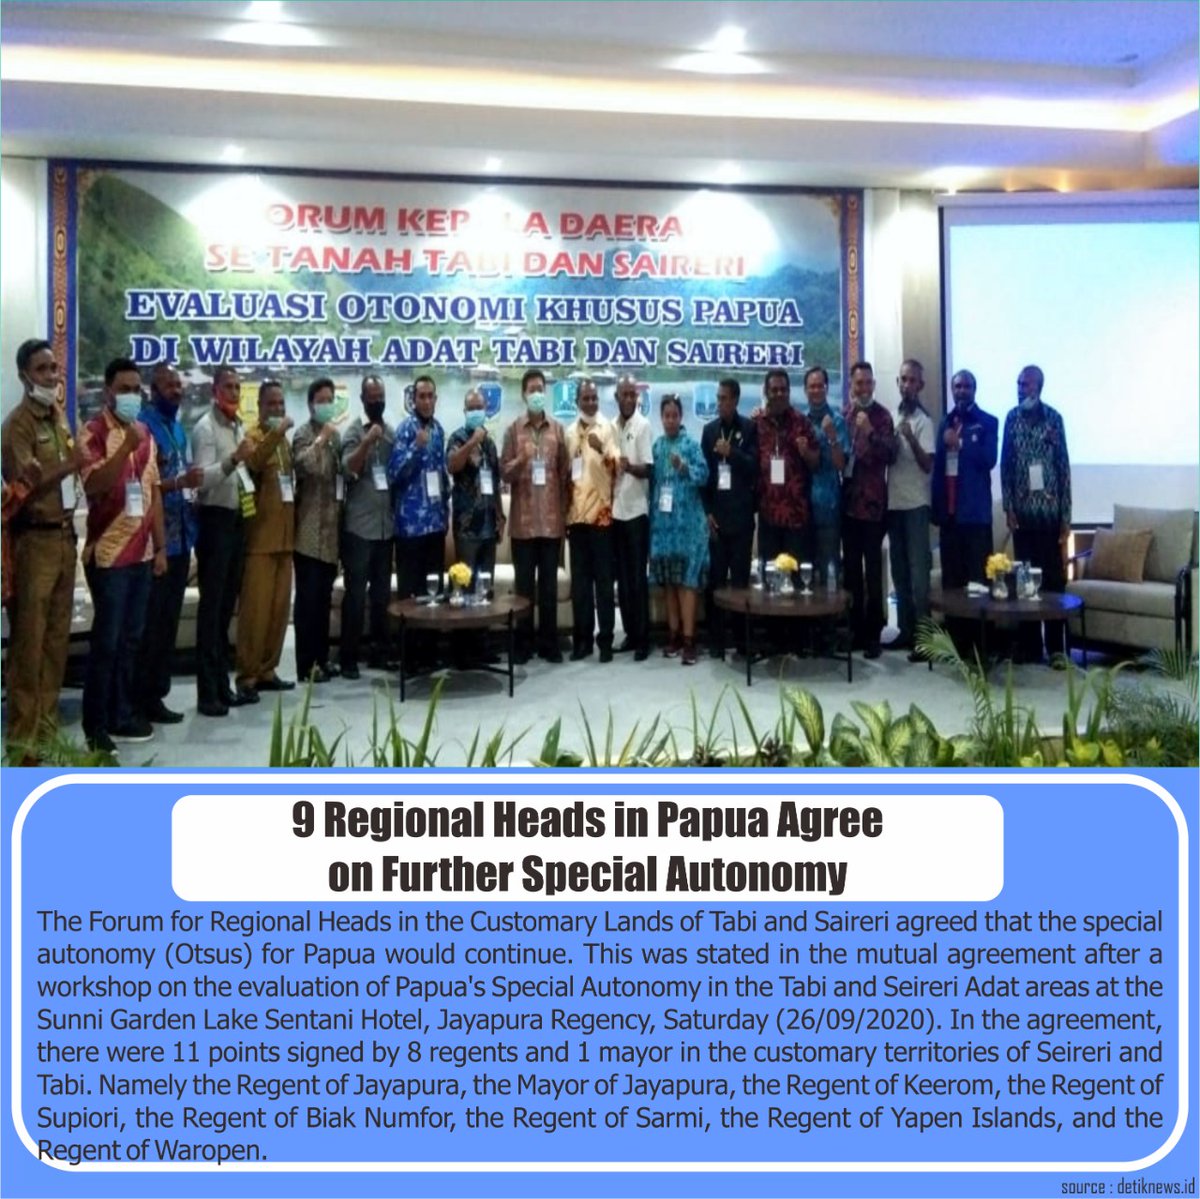 ORUM KEP LA DAERA
SE TANAH TABI DAN SAIRERI
EVALUASI OTONOMI KHUSUS PAPUA
DI WILAYAH ADAT TABI DAN SAIRERI
9 Regional Heads in Papua Agree
on Further Special Autonomy
The Forum for Regional Heads in the Customary Lands of Tabi and Saireri agreed that the special
autonomy (Otsus) for Papua would continue. This was stated in the mutual agreement after a
workshop on the evaluation of Papua's Special Autonomy in the Tabi and Seireri Adat areas at the
Sunni Garden Lake Sentani Hotel, Jayapura Regency, Saturday (26/09/2020). In the agreement,
there were 11 points signed by 8 regents and 1 mayor in the customary territories of Seireri and
Tabi. Namely the Regent of Jayapura, the Mayor of Jayapura, the Regent of Keerom, the Regent of
Supiori, the Regent of Biak Numfor, the Regent of Sarmi, the Regent of Yapen Islands, and the
Regent of Waropen.
source : detiknews.id